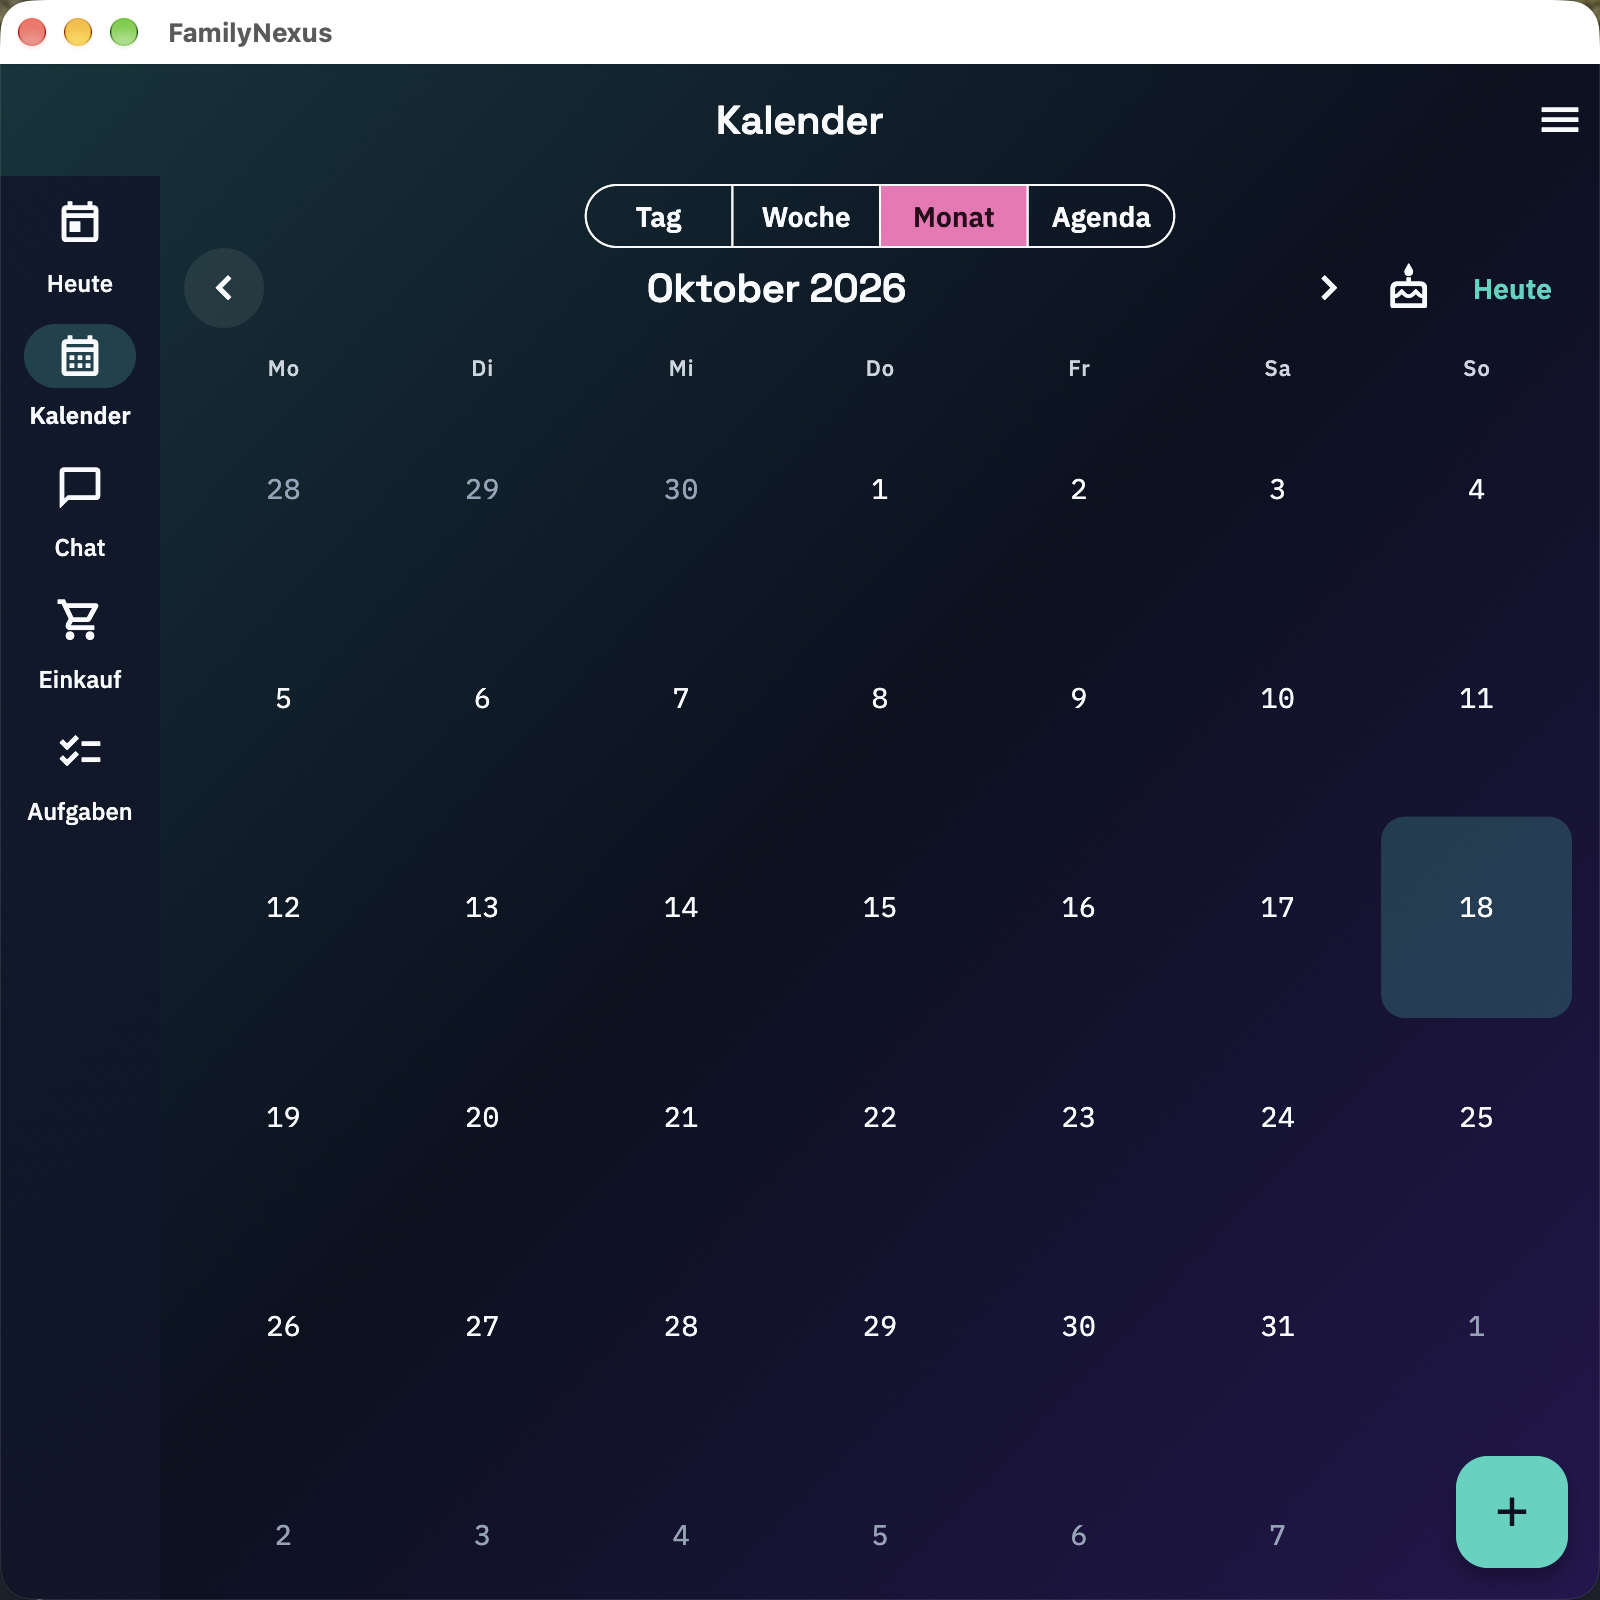 FamilyNexus
Kalender
Tag Woche Monat Agenda
Oktober 2026 Heute
Mo Di Mi Do Fr Sa So
28 29 30 1 2 3 4
5 6 7 8 9 10 11
12 13 14 15 16 17 18
19 20 21 22 23 24 25
26 27 28 29 30 31 1
2 3 4 5 6 7
Heute
Kalender
Chat
Einkauf
Aufgaben